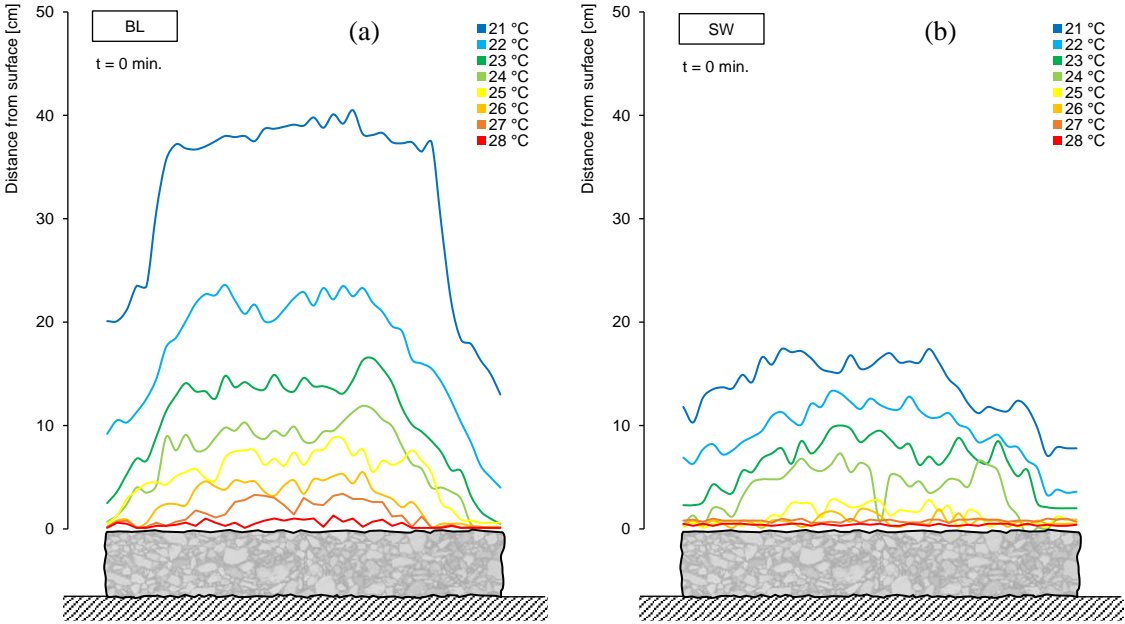 Distance from surface [cm]
50
40
30
20
10
0
BL
t = 0 min.
(a)
21 °C
22 °C
23 °C
24 °C
25 °C
26 °C
27 °C
28 °C
Distance from surface [cm]
50
40
30
20
10
0
SW
t = 0 min.
(b)
21 °C
22 °C
23 °C
24 °C
25 °C
26 °C
27 °C
28 °C